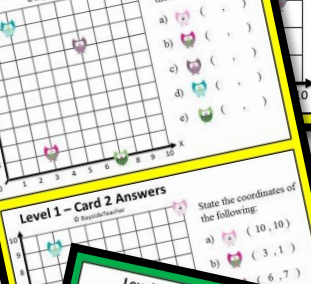 a) ( , )
b) ( , )
c) ( , )
d) ( , )
e) ( , )
0 1 2 3 4 5 6 7 8 9 10 x
10
Level 1 – Card 2 Answers
© BaysideTeacher
State the coordinates of
the following:
a) ( 10 , 10 )
b) ( 3 , 1 )
( 6 , 7 )
10
9
8